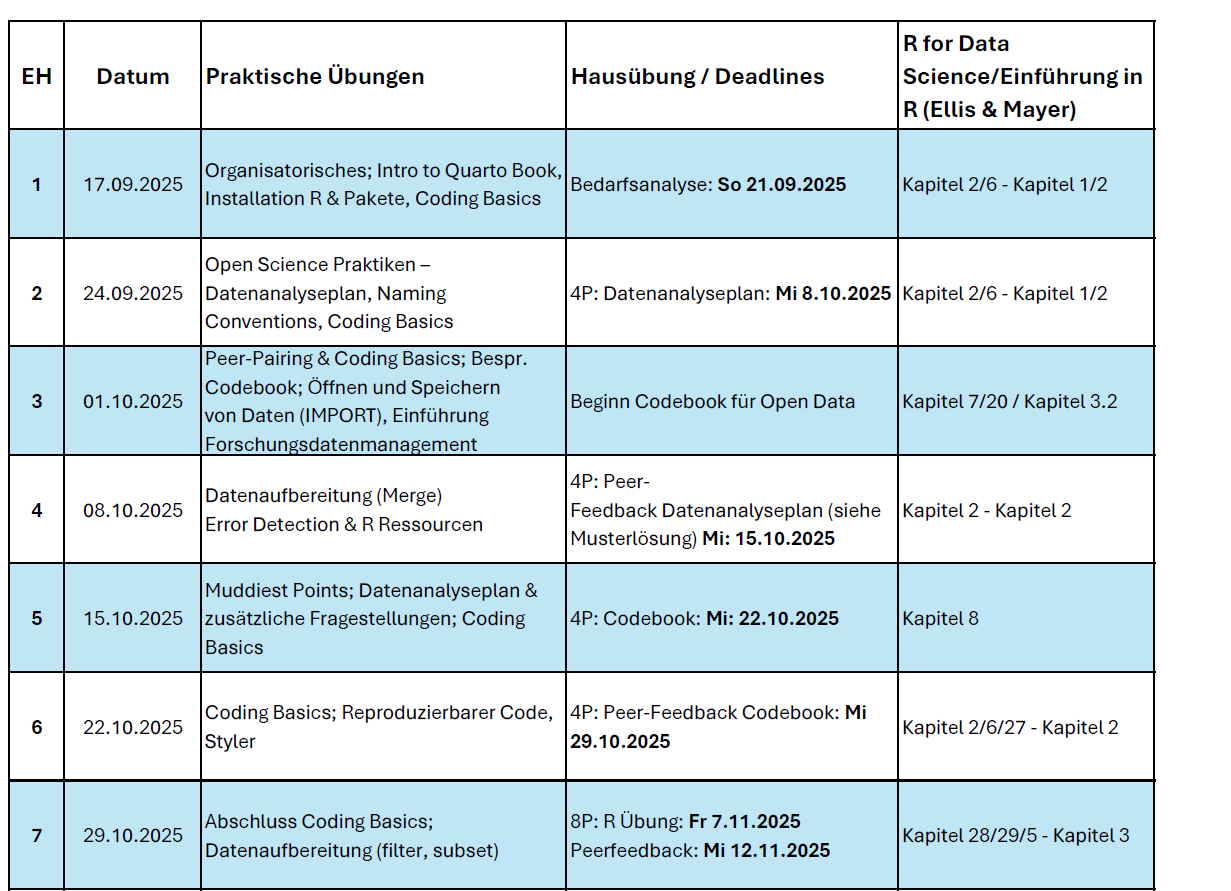 EH
Datum
Praktische Übungen
Hausübung / Deadlines
R for Data
Science/Einführung in
R (Ellis & Mayer)
1
17.09.2025
Organisatorisches; Intro to Quarto Book,
Installation R & Pakete, Coding Basics
Bedarfsanalyse: So 21.09.2025
Kapitel 2/6 - Kapitel 1/2
2
24.09.2025
Open Science Praktiken –
Datenanalyseplan, Naming
Conventions, Coding Basics
4P: Datenanalyseplan: Mi 8.10.2025
Kapitel 2/6 - Kapitel 1/2
3
01.10.2025
Peer-Pairing & Coding Basics; Bespr.
Codebook; Öffnen und Speichern
von Daten (IMPORT), Einführung
Forschungsdatenmanagement
Beginn Codebook für Open Data
Kapitel 7/20 / Kapitel 3.2
4
08.10.2025
Datenaufbereitung (Merge)
Error Detection & R Ressourcen
4P: Peer-
Feedback Datenanalyseplan (siehe
Musterlösung) Mi: 15.10.2025
Kapitel 2 - Kapitel 2
5
15.10.2025
Muddiest Points; Datenanalyseplan &
zusätzliche Fragestellungen; Coding
Basics
4P: Codebook: Mi: 22.10.2025
Kapitel 8
6
22.10.2025
Coding Basics; Reproduzierbarer Code,
Styler
4P: Peer-Feedback Codebook: Mi
29.10.2025
Kapitel 2/6/27 - Kapitel 2
7
29.10.2025
Abschluss Coding Basics;
Datenaufbereitung (filter, subset)
8P: R Übung: Fr 7.11.2025
Peerfeedback: Mi 12.11.2025
Kapitel 28/29/5 - Kapitel 3